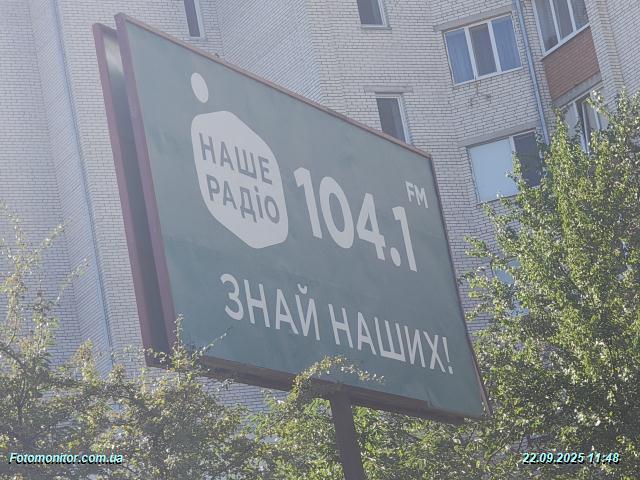 НАШЕ
РАДіО
104.1 FM
ЗНАЙ НАШИХ!
Fotomonitor.com.ua
22.09.2025 11:48